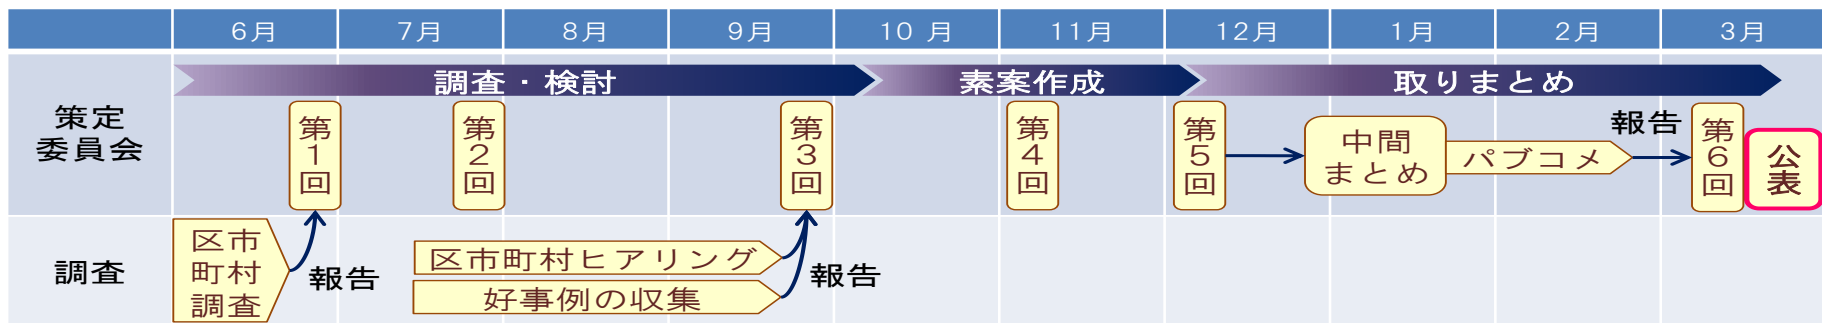 6月 7月 8月 9月 10 月 11月 12月 1月 2月 3月
策定
委員会
調査・検討 素案作成 取りまとめ
第1回
第2回
第3回
第4回
第5回
中間
まとめ
パブコメ
報告
第6回
公表
調査
区市
町村
調査
報告
区市町村ヒアリング
好事例の収集
報告